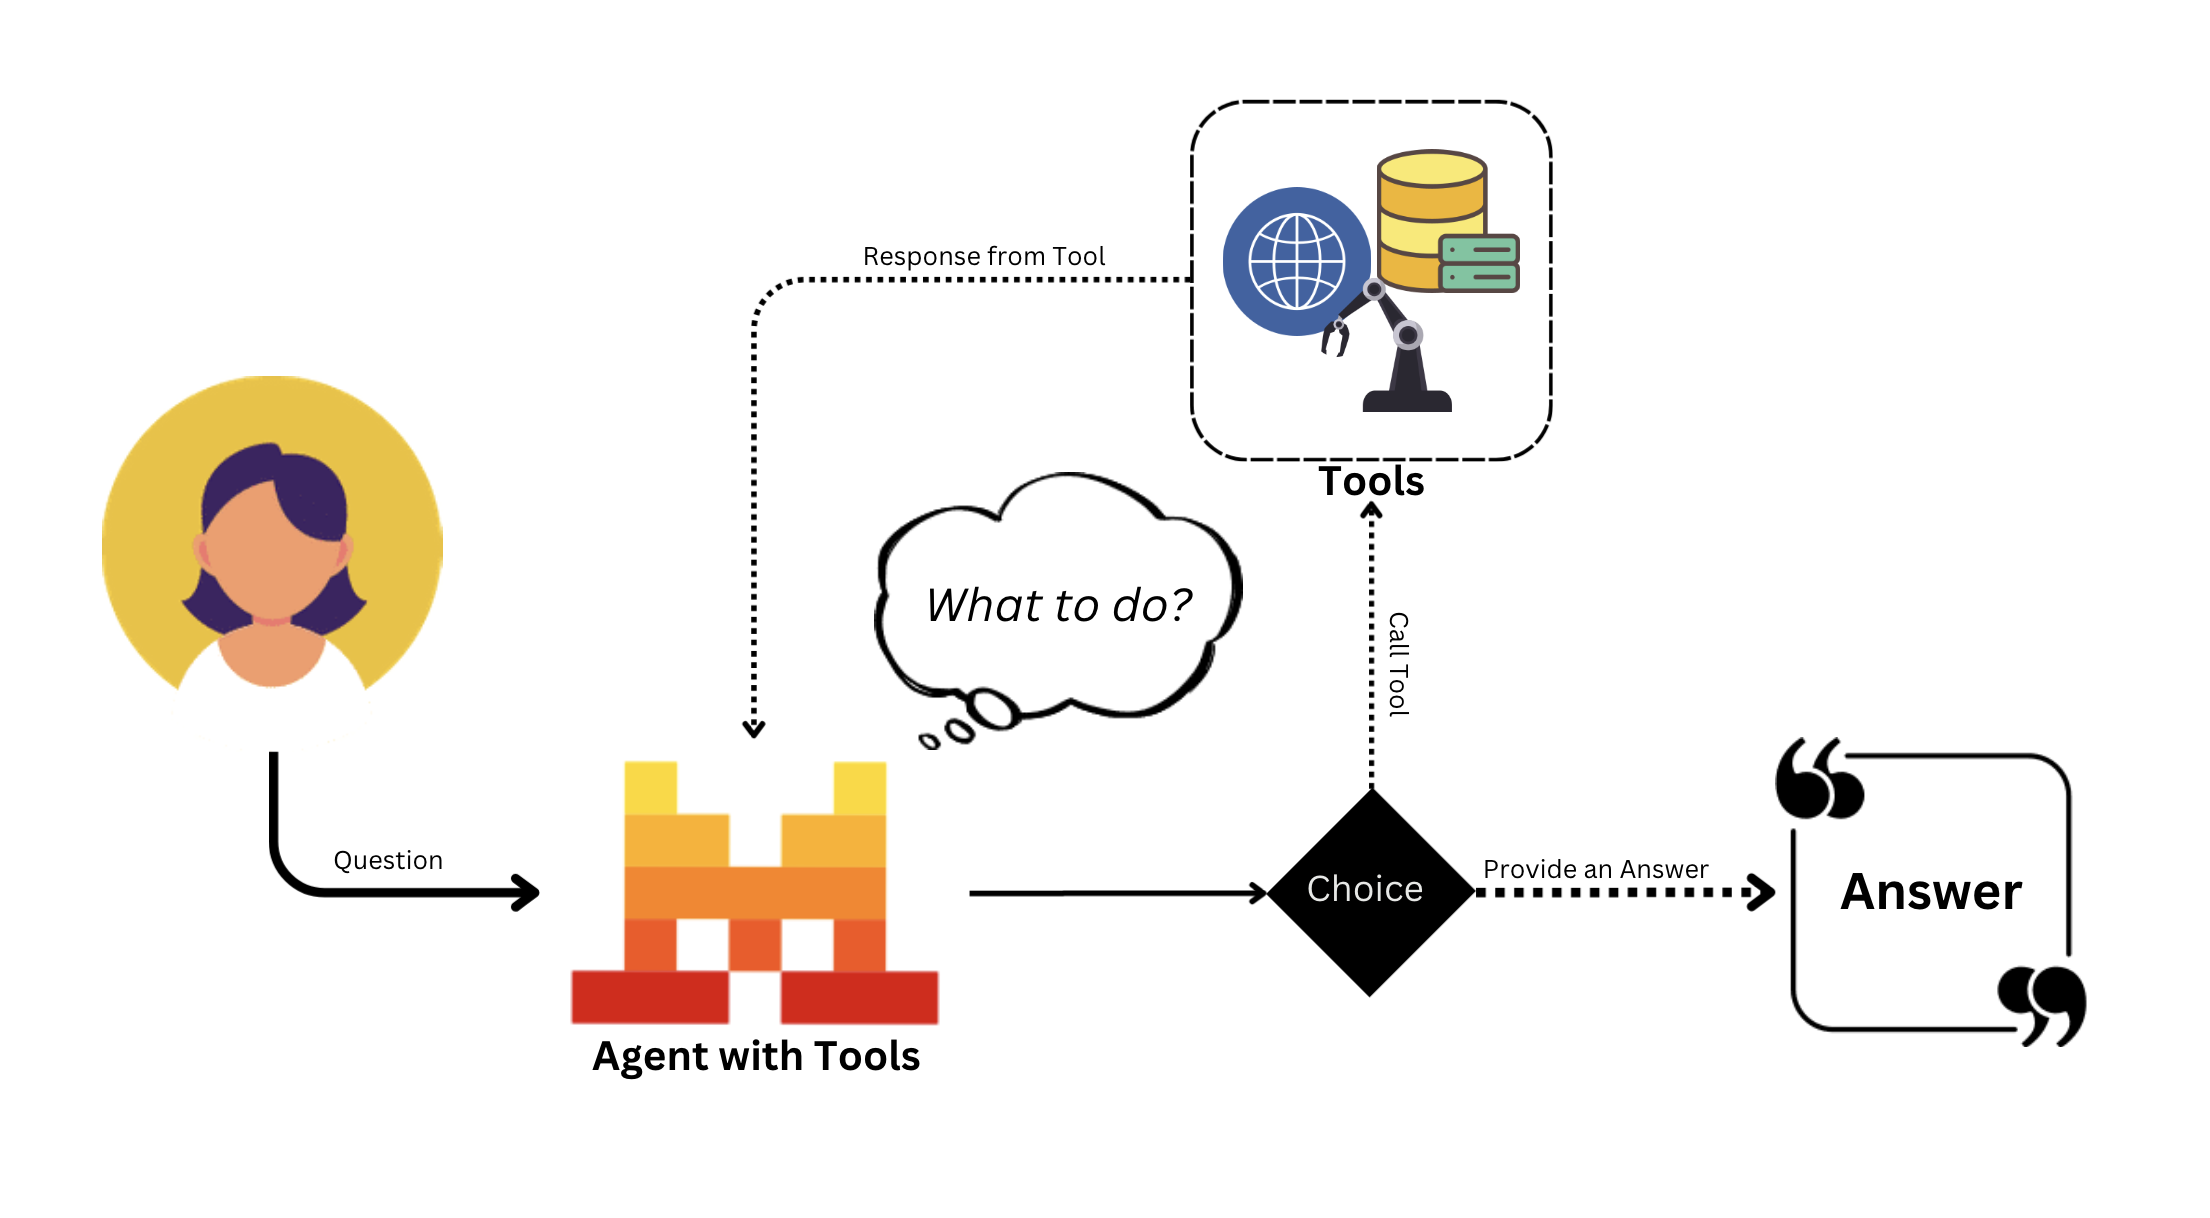 Response from Tool
Tools
What to do?
Call Tool
Question
Choice
Provide an Answer
Answer
Agent with Tools